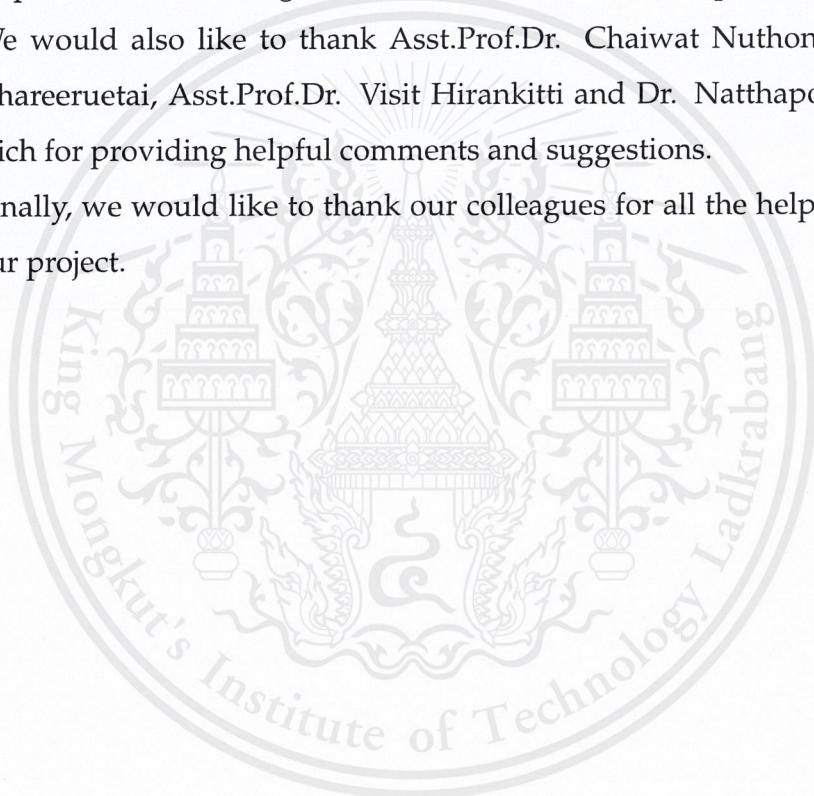 We would also like to thank Asst.Prof.Dr. Chaiwat Nuthon
hareeruetai, Asst.Prof.Dr. Visit Hirankitti and Dr. Natthapo
ich for providing helpful comments and suggestions.
nally, we would like to thank our colleagues for all the help
ur project.
King Mongkut's Institute of Technology Ladkrabang